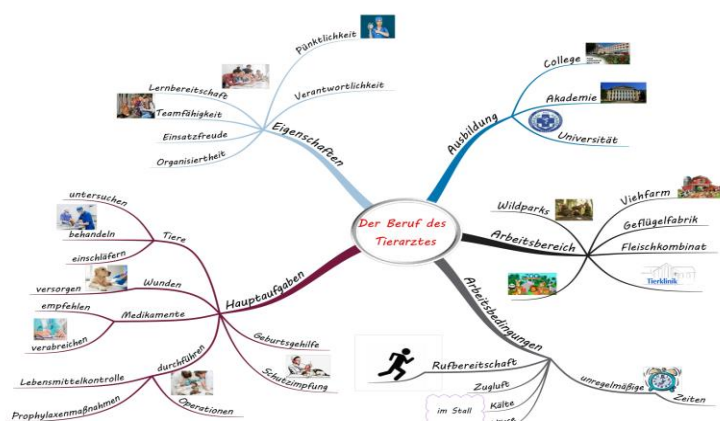 Der Beruf des
Tierarztes
Eigenschaften
Pünktlichkeit
Verantwortlichkeit
Lernbereitschaft
Teamfähigkeit
Einsatzfreude
Organisiertheit
Ausbildung
College
Akademie
Universität
Arbeitsbereich
Wildparks
ZOO
Viehfarm
Geflügelfabrik
Fleischkombinat
Tierklinik
Arbeitsbedingungen
Rufbereitschaft
Zugluft
Kälte
im Stall
unregelmäßige
Zeiten
Hauptaufgaben
Tiere
untersuchen
behandeln
einschläfern
Wunden
versorgen
Medikamente
empfehlen
verabreichen
durchführen
Lebensmittelkontrolle
Prophylaxenmaßnahmen
Operationen
Geburtsgehilfe
Schutzimpfung